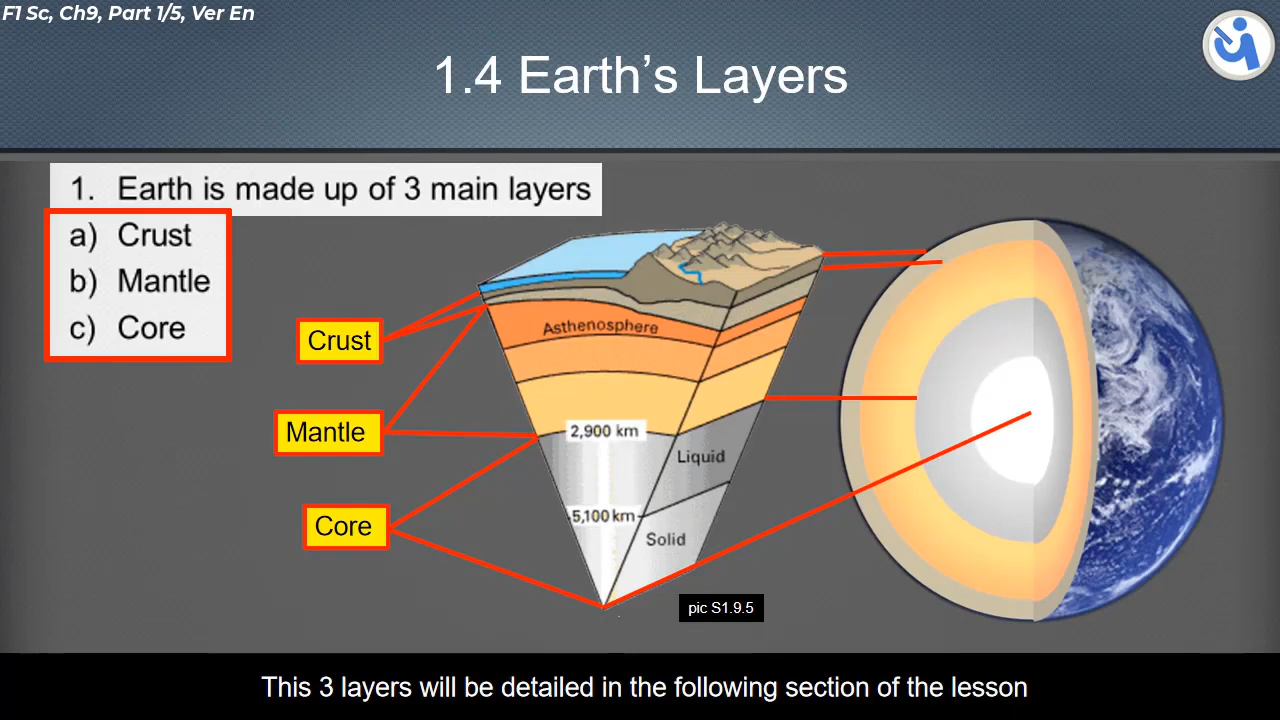 F1 Sc, Ch9, Part 1/5, Ver En
1.4 Earth's Layers
1. Earth is made up of 3 main layers
a) Crust
b) Mantle
c) Core
Crust
Mantle
Core
Asthenosphere
2,900 km
Liquid
5,100 km
Solid
pic S1.9.5
This 3 layers will be detailed in the following section of the lesson